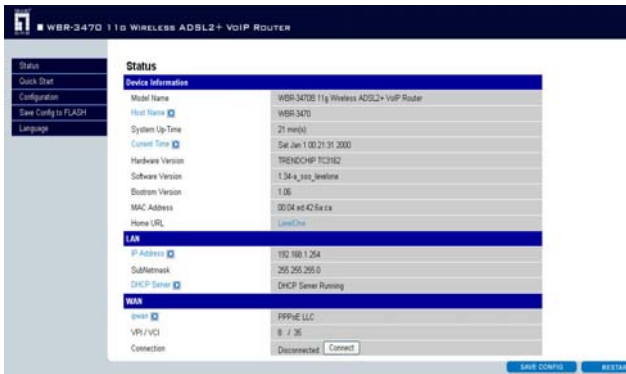 WBR-3470 11g Wireless ADSL2+ VoIP Router
Status
Quick Start
Configuration
Save Config to FLASH
Language
Status
Device Information
Model Name WBR-3470B 11g Wireless ADSL2+ VoIP Router
Host Name WBR-3470
System Up-Time 21 min(s)
Current Time Sat Jan 1 00:21:31 2000
Hardware Version TRENDCHIP TC3162
Software Version
Bootrom Version 1.06
MAC Address 00:04:ed:42:6a:ca
Home URL LevelOne
LAN
IP Address 192.168.1.254
SubNetmask 255.255.255.0
DHCP Server DHCP Server Running
WAN
ipwan PPPoE LLC
VPI / VCI 8 / 35
Connection Disconnected Connect
SAVE CONFIG RESTAR